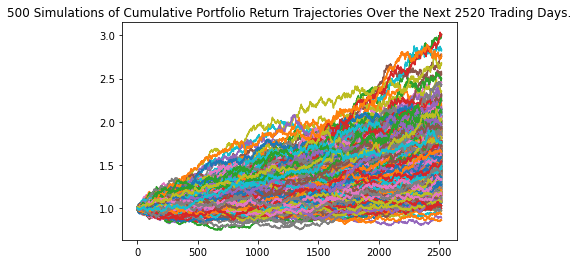 500 Simulations of Cumulative Portfolio Return Trajectories Over the Next 2520 Trading Days.
3.0
2.5
2.0
1.5
1.0
0 500 1000 1500 2000 2500